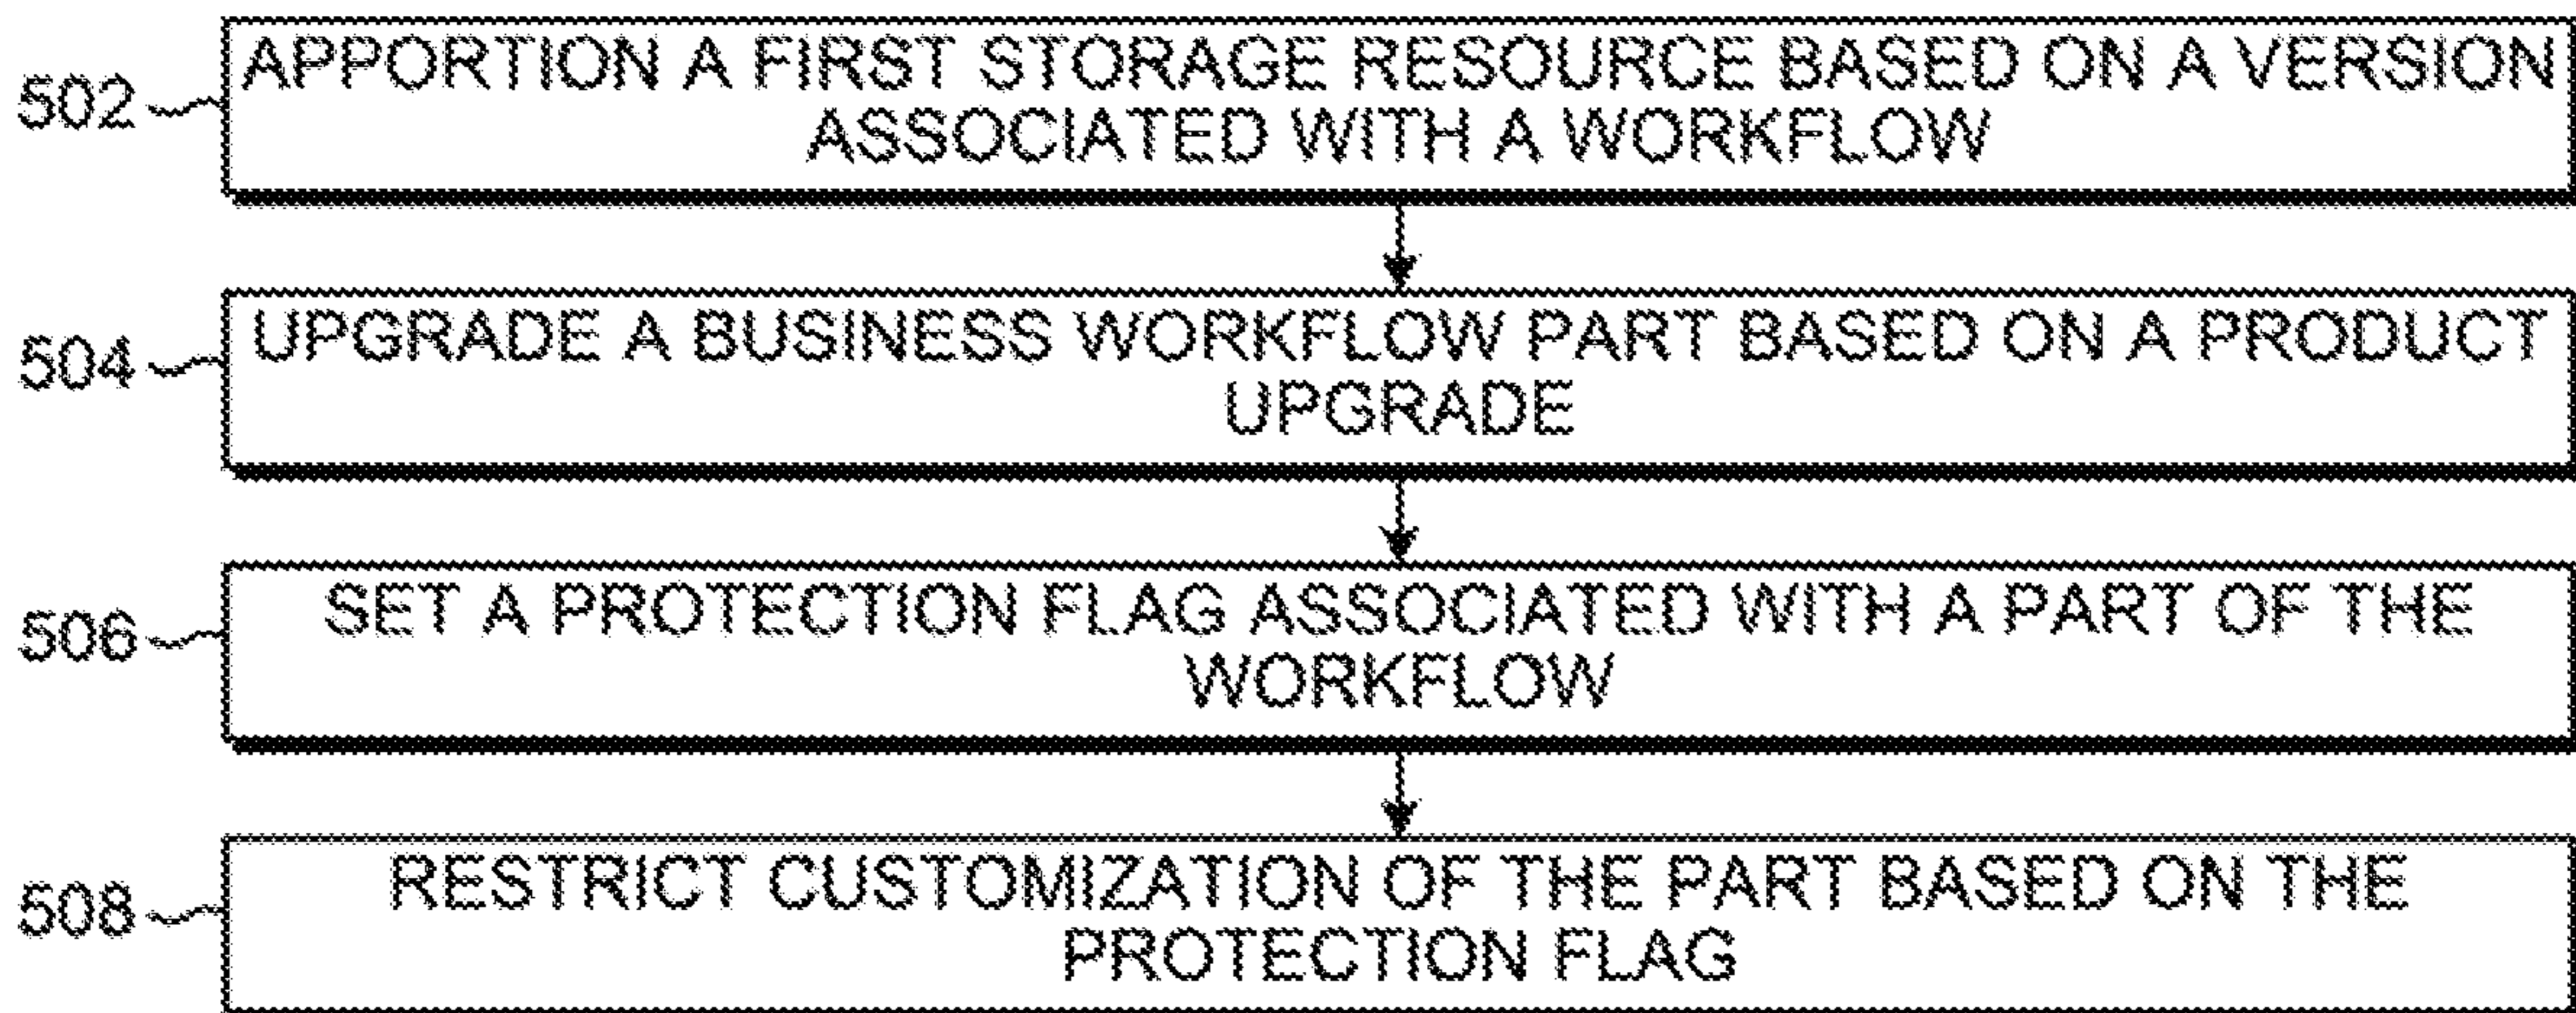 502
APPORTION A FIRST STORAGE RESOURCE BASED ON A VERSION
ASSOCIATED WITH A WORKFLOW
504
UPGRADE A BUSINESS WORKFLOW PART BASED ON A PRODUCT
UPGRADE
506
SET A PROTECTION FLAG ASSOCIATED WITH A PART OF THE
WORKFLOW
508
RESTRICT CUSTOMIZATION OF THE PART BASED ON THE
PROTECTION FLAG